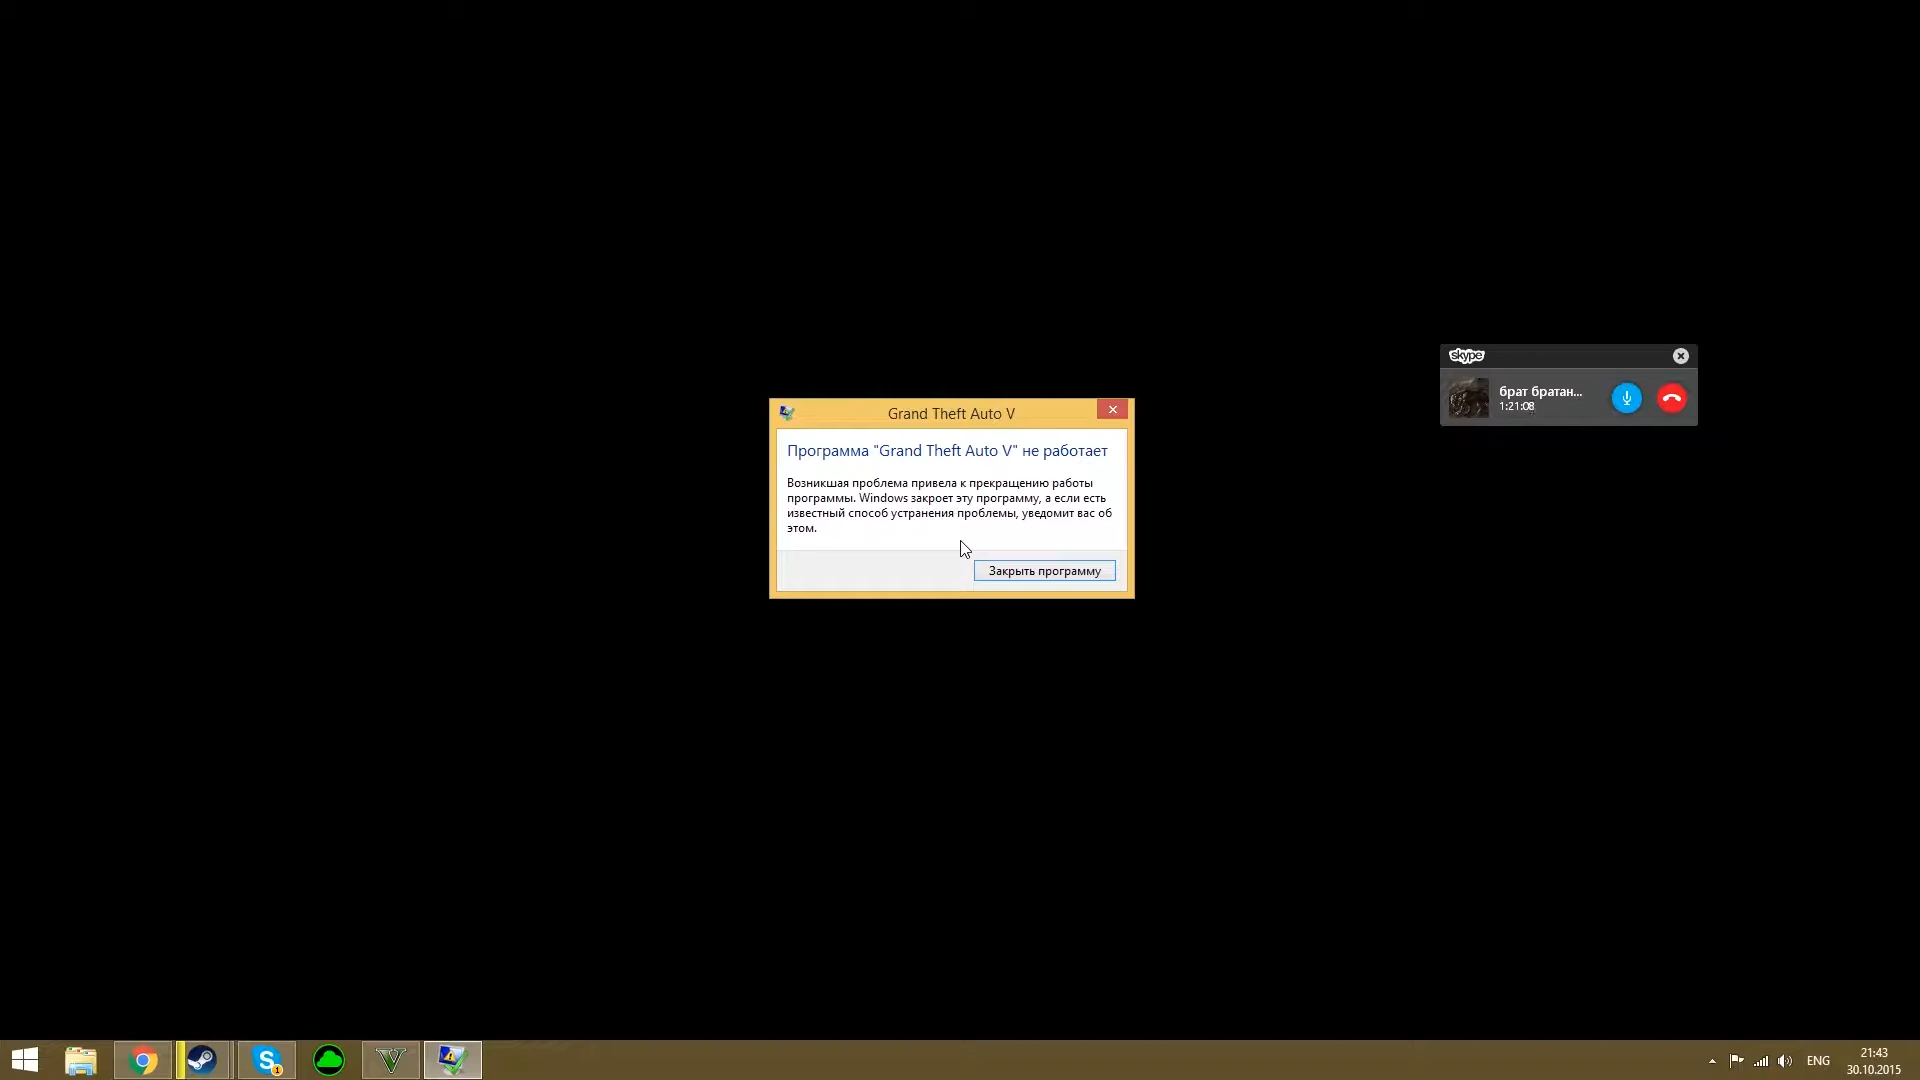 skype
брат братан...
1:21:08
Grand Theft Auto V
Программа "Grand Theft Auto V" не работает
Возникшая проблема привела к прекращению работы
программы. Windows закроет эту программу, а если есть
известный способ устранения проблемы, уведомит вас об
этом.
Закрыть программу
1
ENG
21:43
30.10.2015